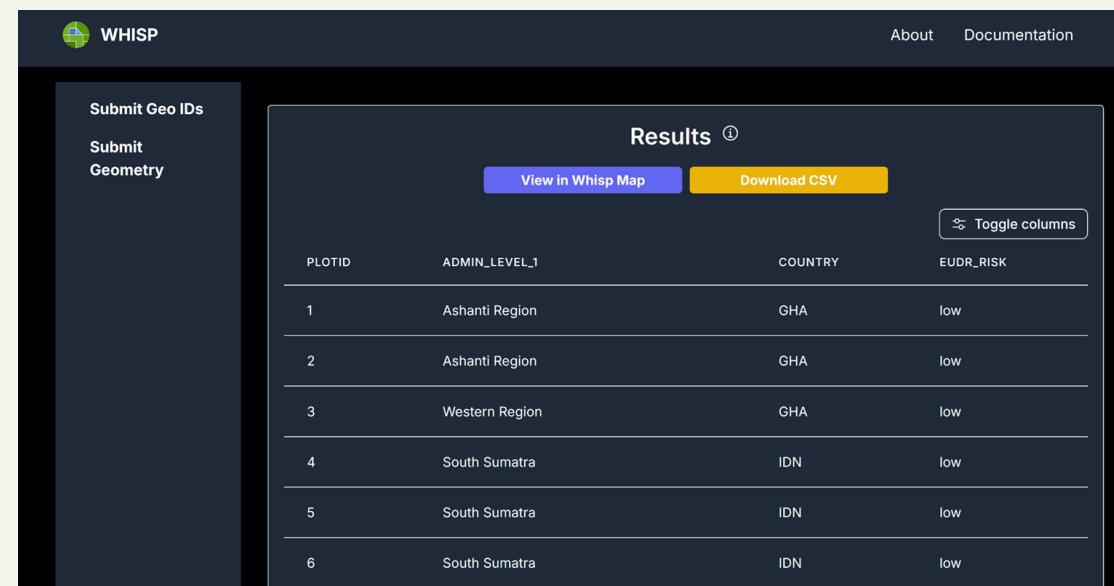 WHISP
About Documentation
Submit Geo IDs
Submit
Geometry
Results
View in Whisp Map Download CSV
Toggle columns
PLOTID ADMIN_LEVEL_1 COUNTRY EUDR_RISK
1 Ashanti Region GHA low
2 Ashanti Region GHA low
3 Western Region GHA low
4 South Sumatra IDN low
5 South Sumatra IDN low
6 South Sumatra IDN low